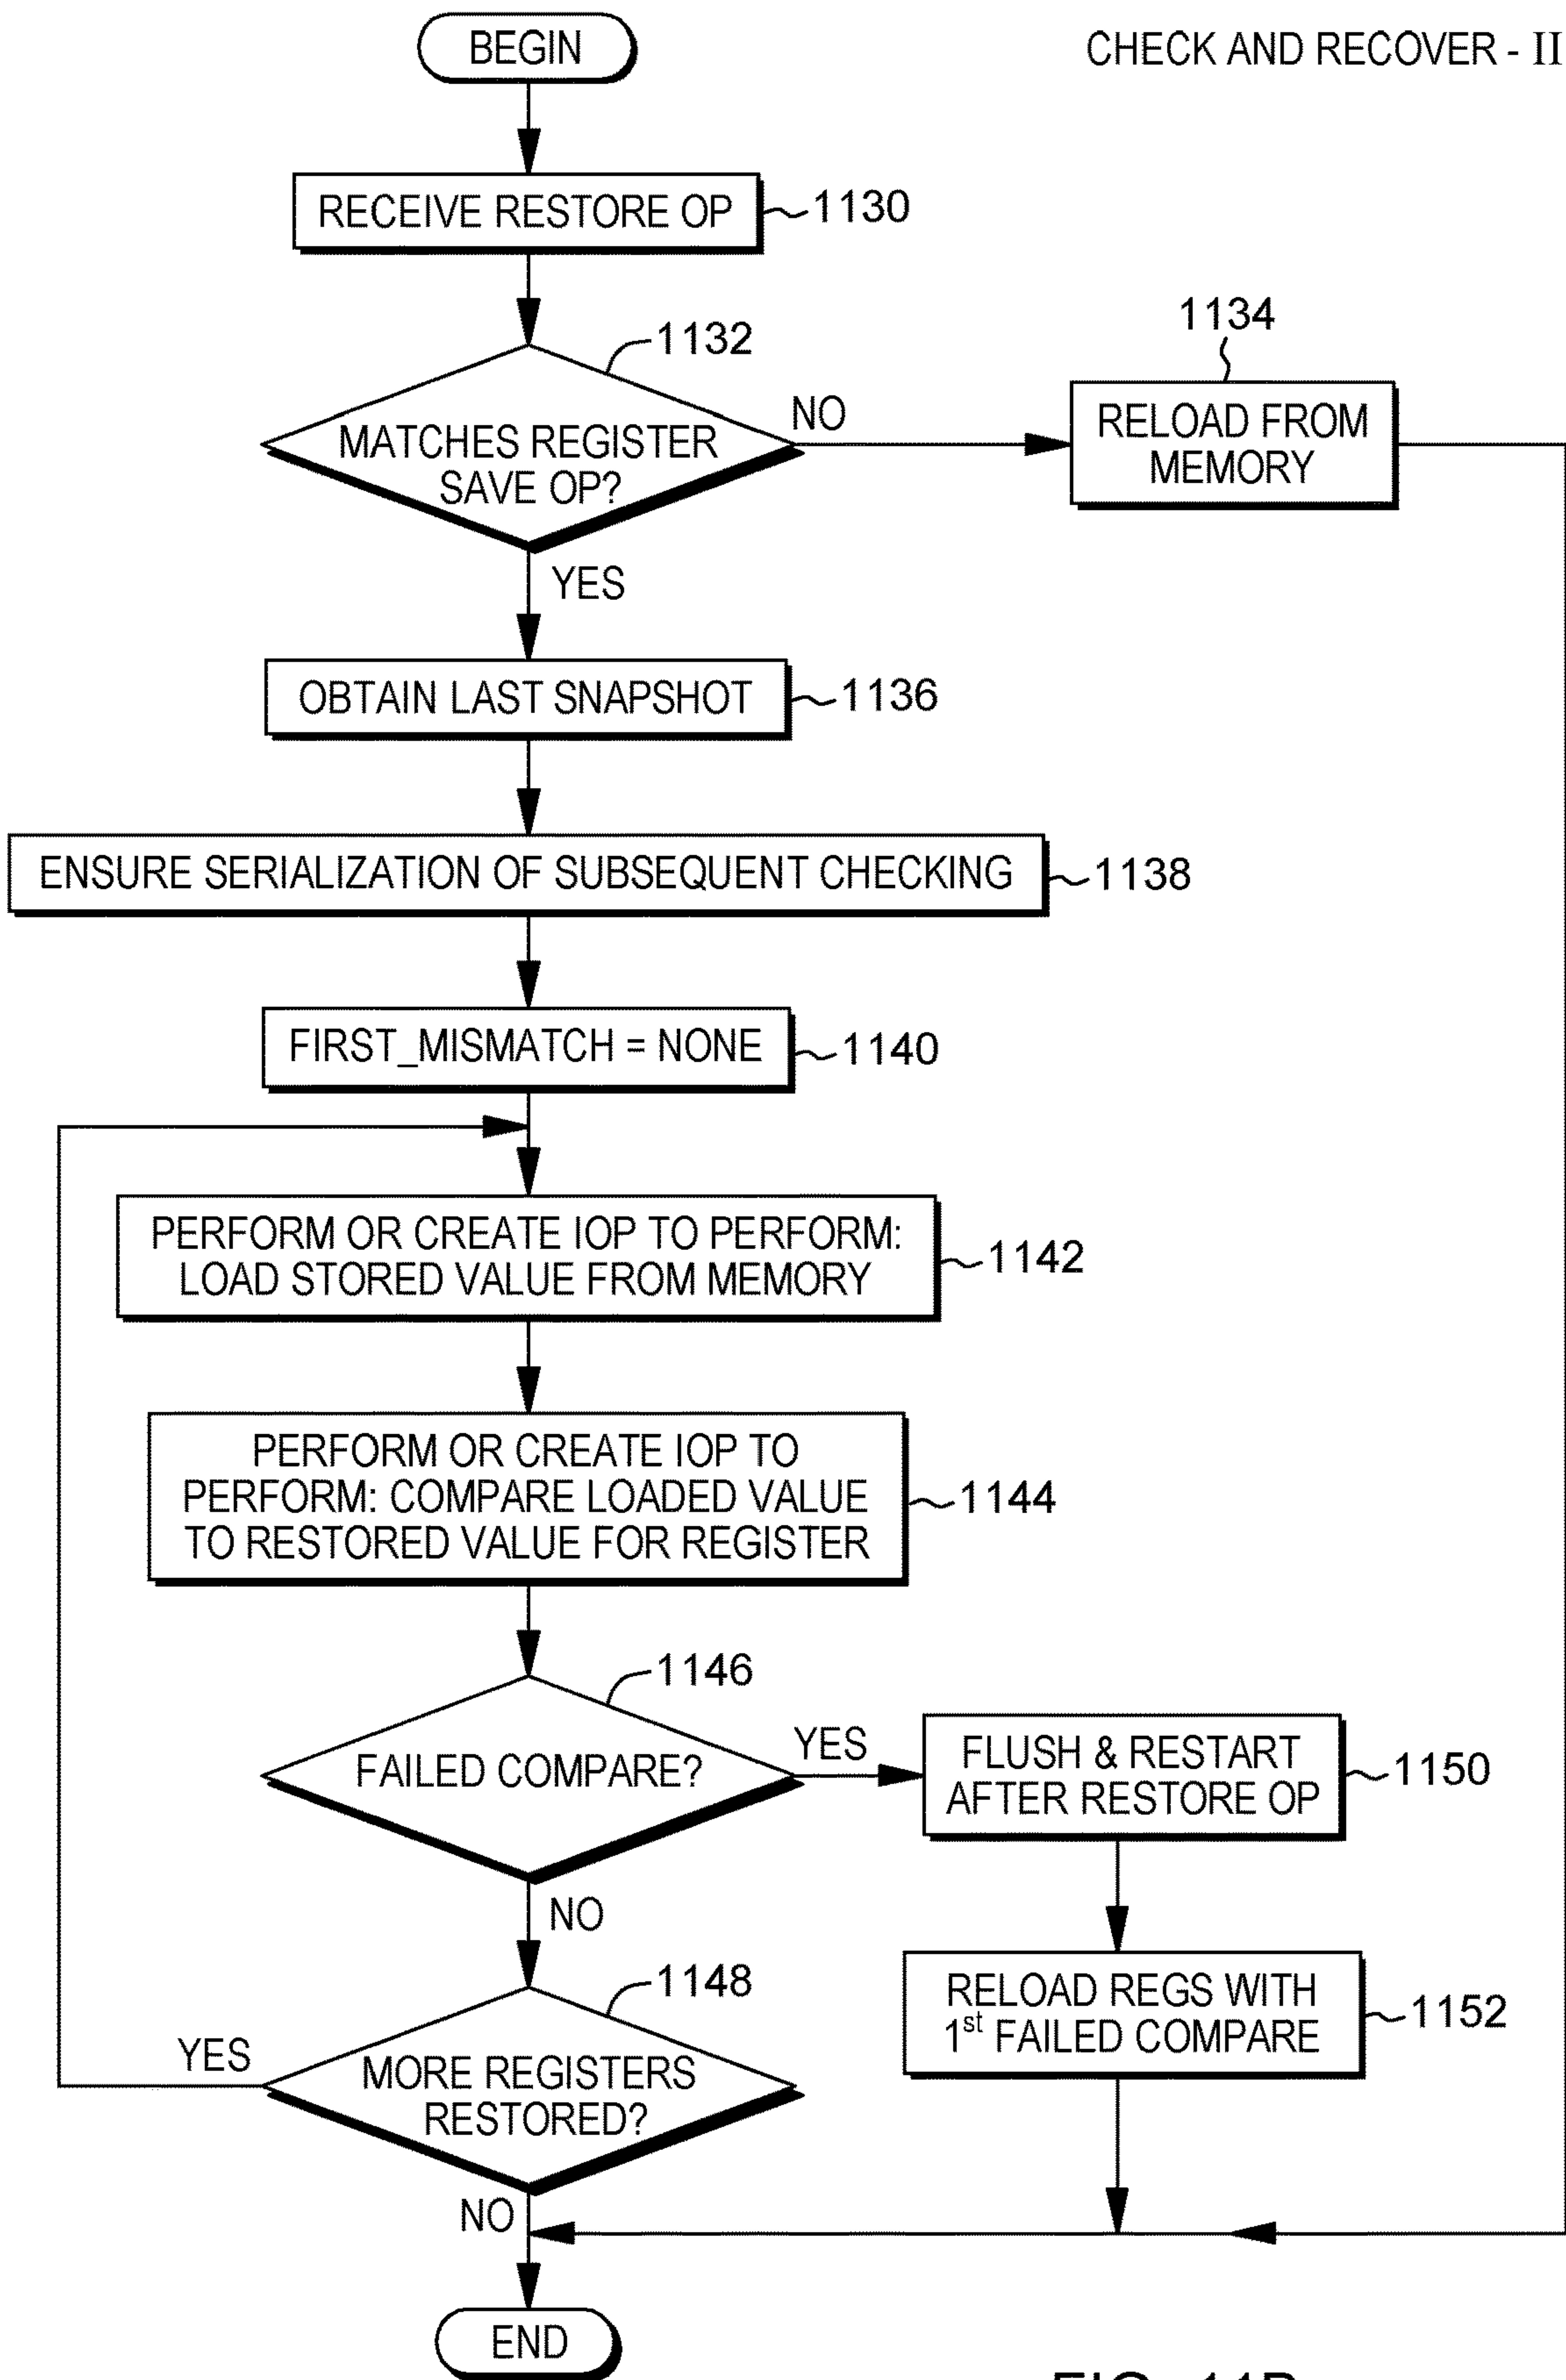 BEGIN
CHECK AND RECOVER - II
RECEIVE RESTORE OP
1130
1132
MATCHES REGISTER
SAVE OP?
NO
1134
RELOAD FROM
MEMORY
YES
OBTAIN LAST SNAPSHOT
1136
ENSURE SERIALIZATION OF SUBSEQUENT CHECKING
1138
FIRST_MISMATCH = NONE
1140
PERFORM OR CREATE IOP TO PERFORM:
LOAD STORED VALUE FROM MEMORY
1142
PERFORM OR CREATE IOP TO
PERFORM: COMPARE LOADED VALUE
TO RESTORED VALUE FOR REGISTER
1144
1146
FAILED COMPARE?
YES
FLUSH & RESTART
AFTER RESTORE OP
1150
NO
1148
MORE REGISTERS
RESTORED?
YES
RELOAD REGS WITH
1st FAILED COMPARE
1152
NO
END